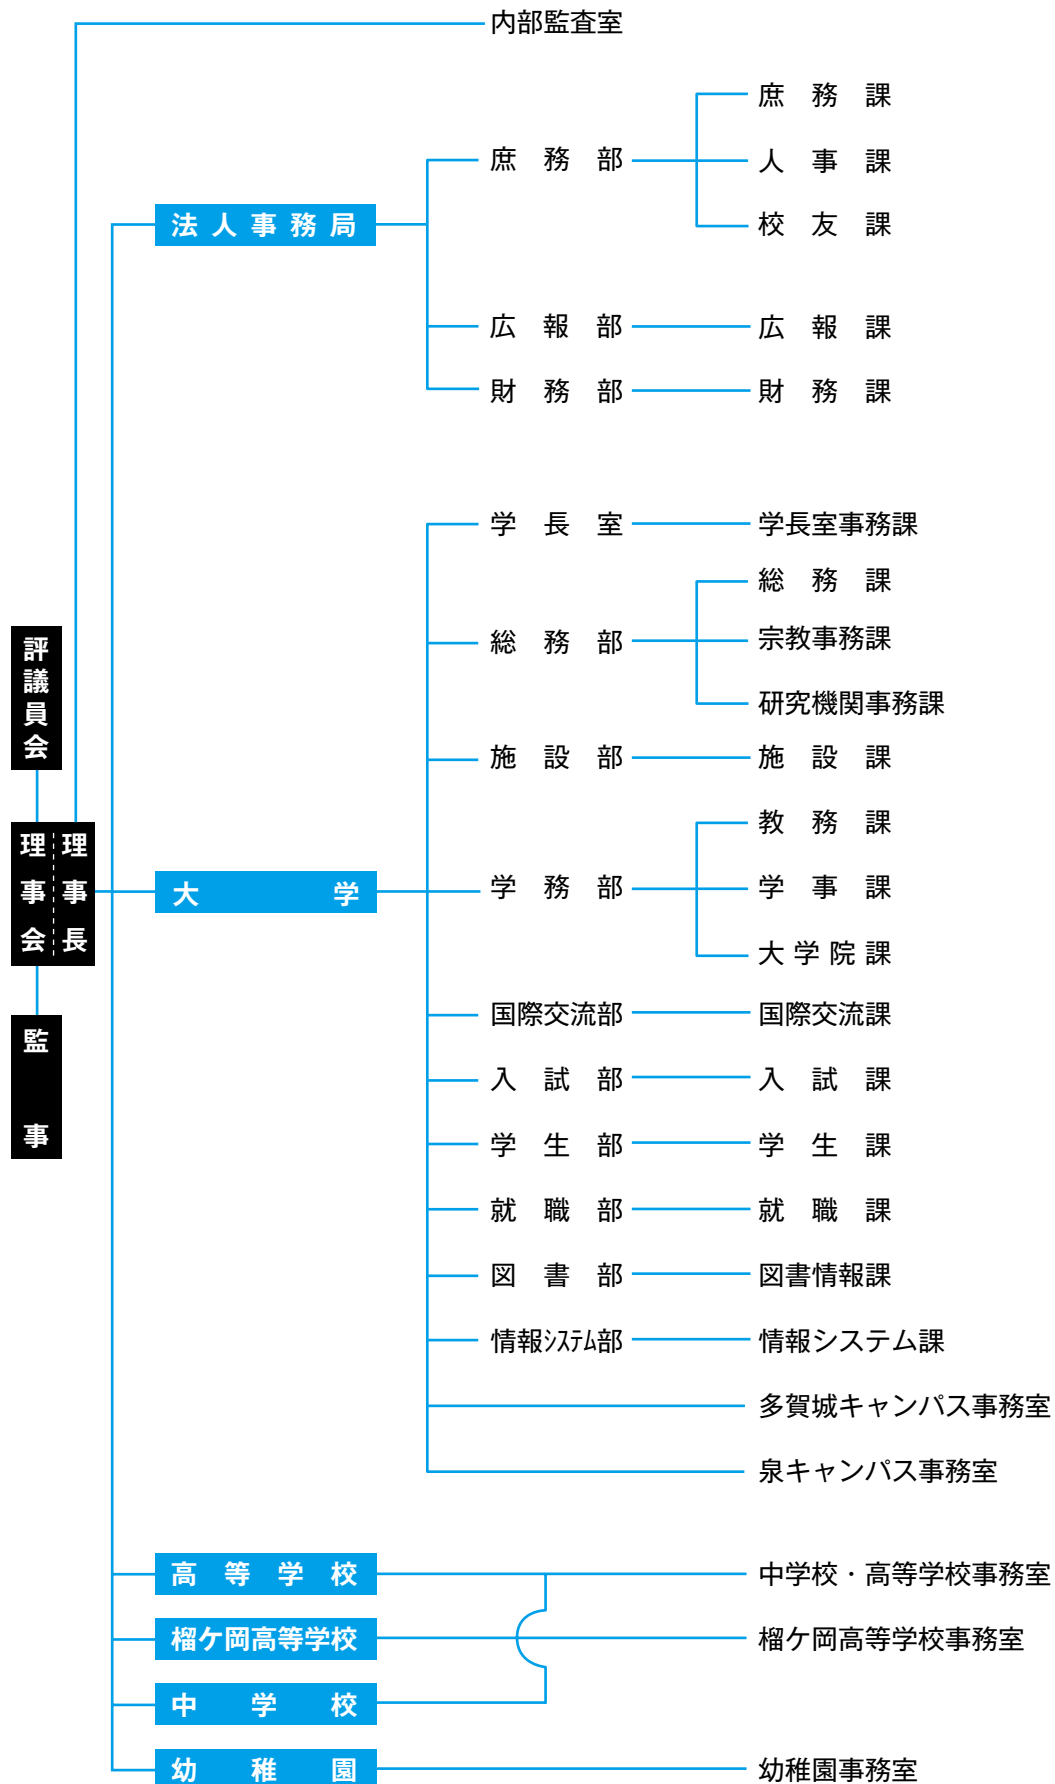 内部監査室
庶務課
庶務部
人事課
法人事務局
校友課
広報部
広報課
財務部
財務課
学長室
学長室事務課
総務課
総務部
宗教事務課
研究機関事務課
評議員会
施設部
施設課
教務課
理事会
理事長
大学
学務部
学事課
大学院課
国際交流部
国際交流課
監事
入試部
入試課
学生部
学生課
就職部
就職課
図書部
図書情報課
情報ｼｽﾃﾑ部
情報システム課
多賀城キャンパス事務室
泉キャンパス事務室
高等学校
中学校・高等学校事務室
榴ケ岡高等学校
榴ケ岡高等学校事務室
中学校
幼稚園
幼稚園事務室